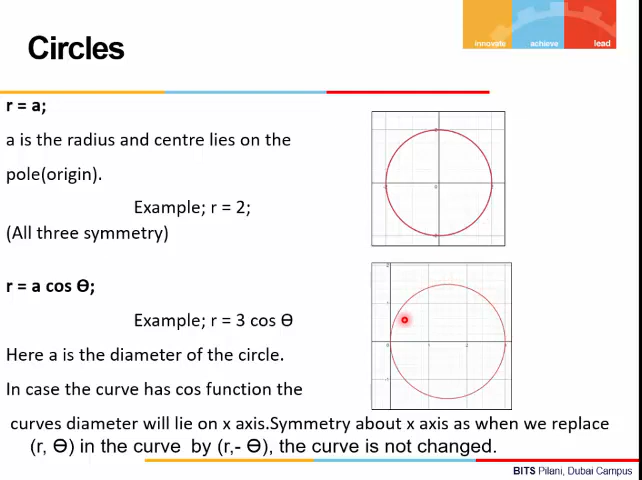 innovate achieve lead
Circles
r = a;
a is the radius and centre lies on the
pole(origin).
Example; r = 2;
(All three symmetry)
r = a cos ϴ;
Example; r = 3 cos ϴ
Here a is the diameter of the circle.
In case the curve has cos function the
curves diameter will lie on x axis.Symmetry about x axis as when we replace
(r, ϴ) in the curve by (r,- ϴ), the curve is not changed.
BITS Pilani, Dubai Campus